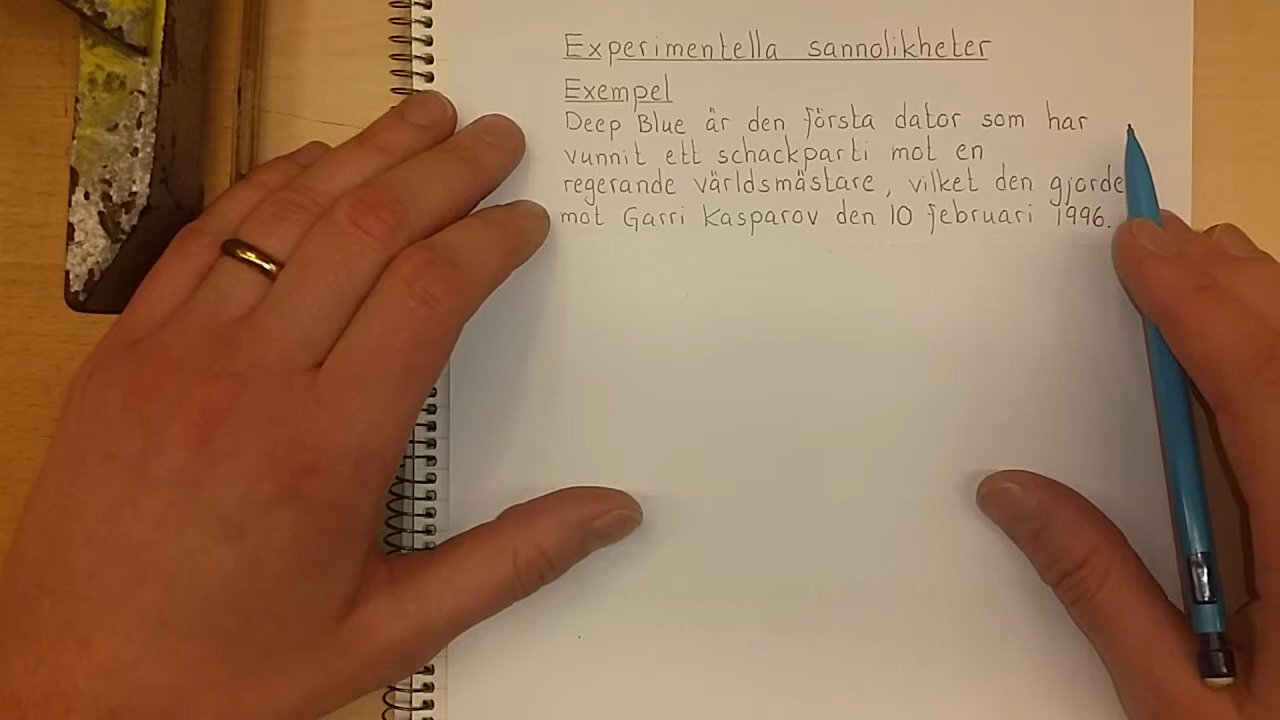 Experimentella sannolikheter
Exempel
Deep Blue är den första dator som har
vunnit ett schackparti mot en
regerande världsmästare, vilket den gjorde
mot Garri Kasparov den 10 februari 1996.